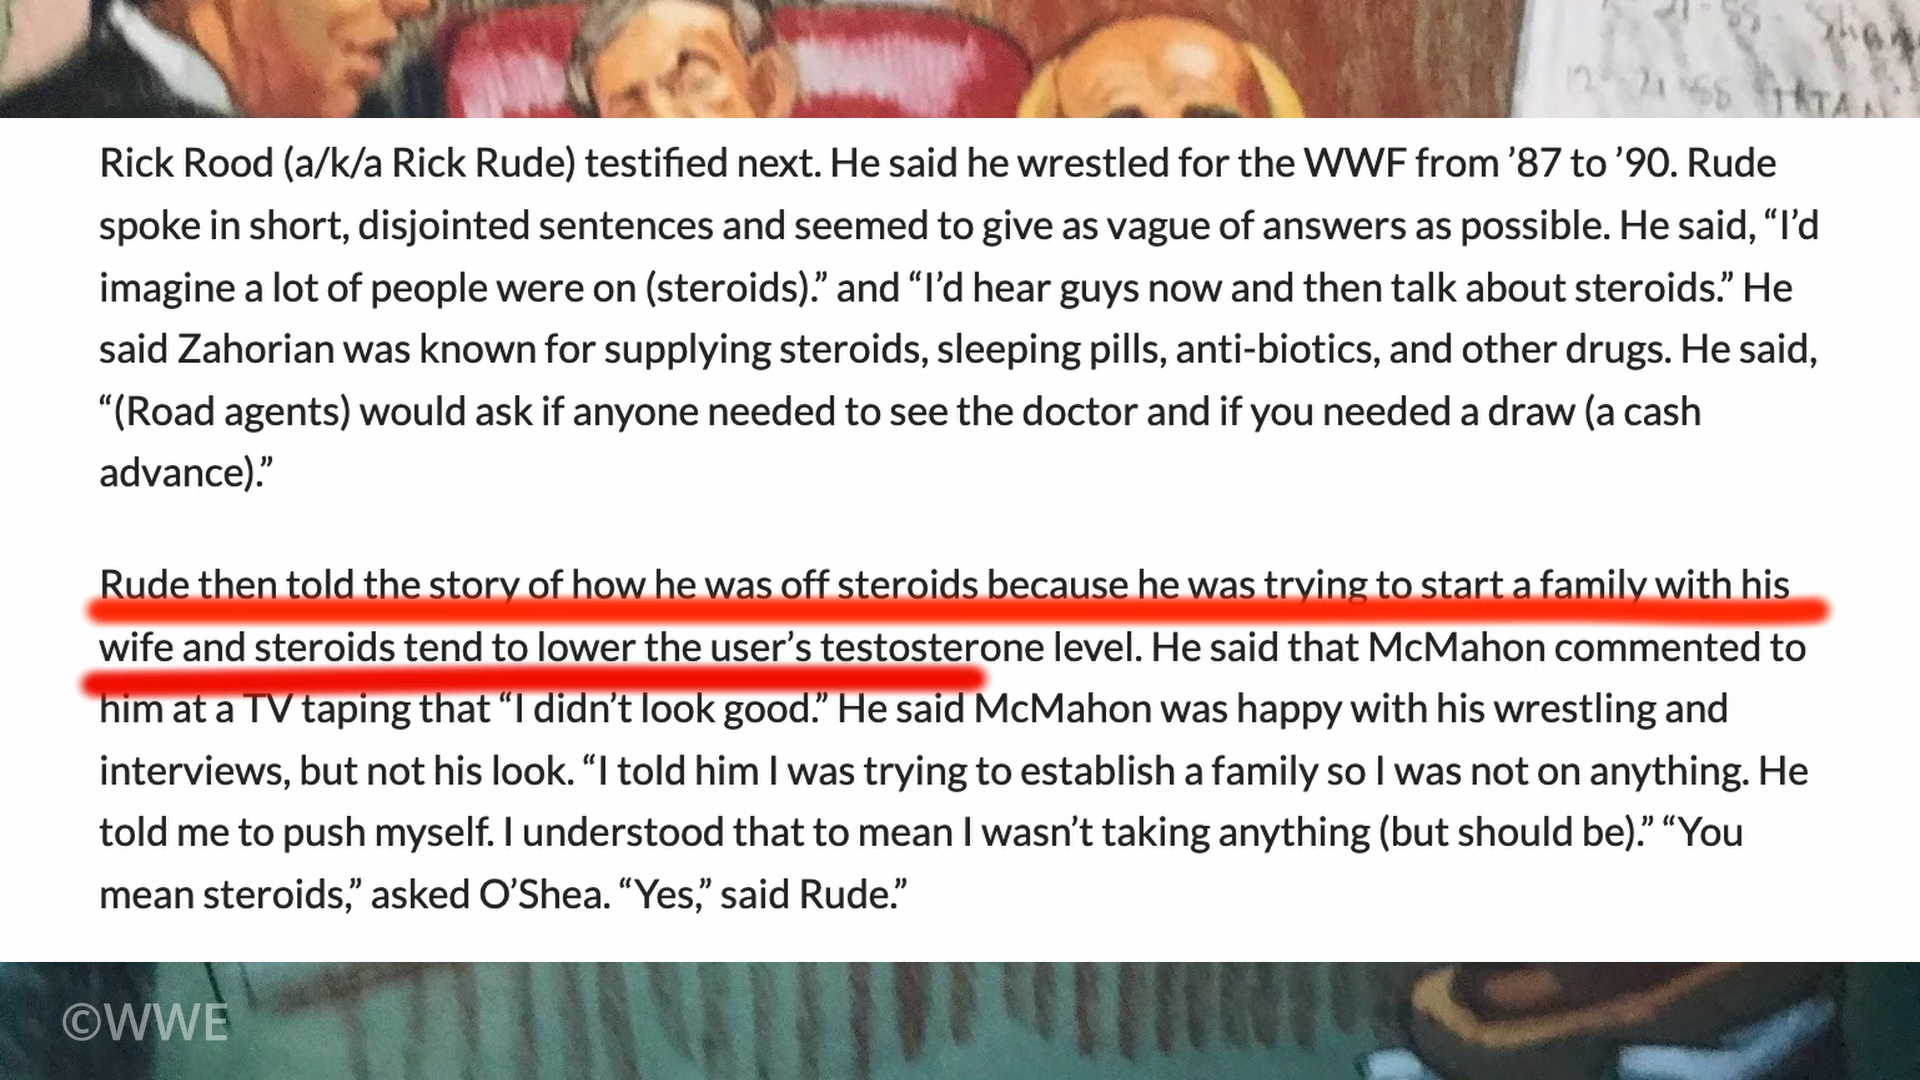 12-21-88
TITAN
Rick Rood (a/k/a Rick Rude) testified next. He said he wrestled for the WWF from ’87 to ’90. Rude
spoke in short, disjointed sentences and seemed to give as vague of answers as possible. He said, “I’d
imagine a lot of people were on (steroids).” and “I’d hear guys now and then talk about steroids.” He
said Zahorian was known for supplying steroids, sleeping pills, anti-biotics, and other drugs. He said,
“(Road agents) would ask if anyone needed to see the doctor and if you needed a draw (a cash
advance).”
Rude then told the story of how he was off steroids because he was trying to start a family with his
wife and steroids tend to lower the user’s testosterone level. He said that McMahon commented to
him at a TV taping that “I didn’t look good.” He said McMahon was happy with his wrestling and
interviews, but not his look. “I told him I was trying to establish a family so I was not on anything. He
told me to push myself. I understood that to mean I wasn’t taking anything (but should be).” “You
mean steroids,” asked O’Shea. “Yes,” said Rude.”
©WWE